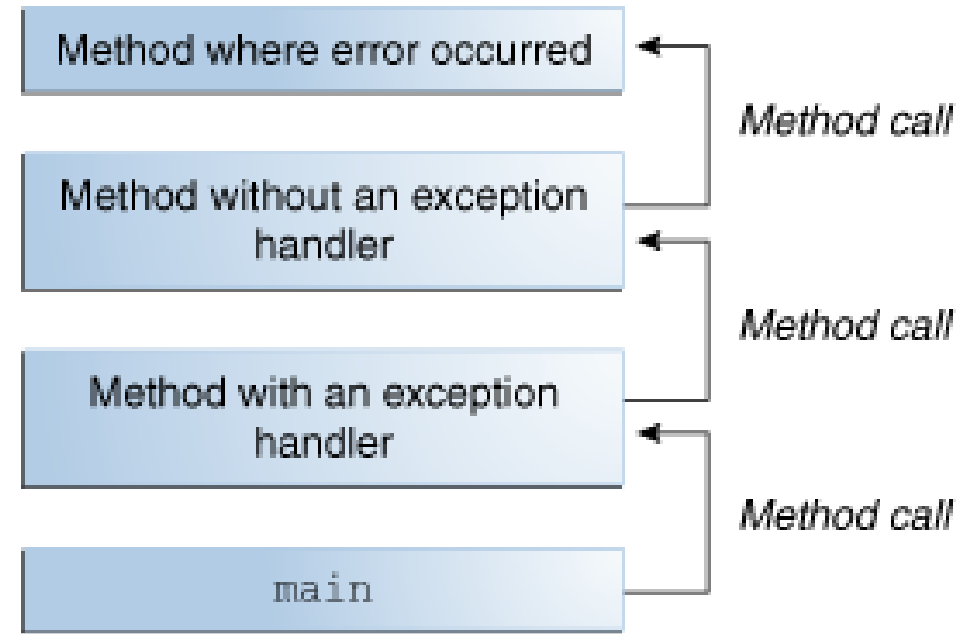 Method where error occurred
Method call
Method without an exception
handler
Method call
Method with an exception
handler
Method call
main